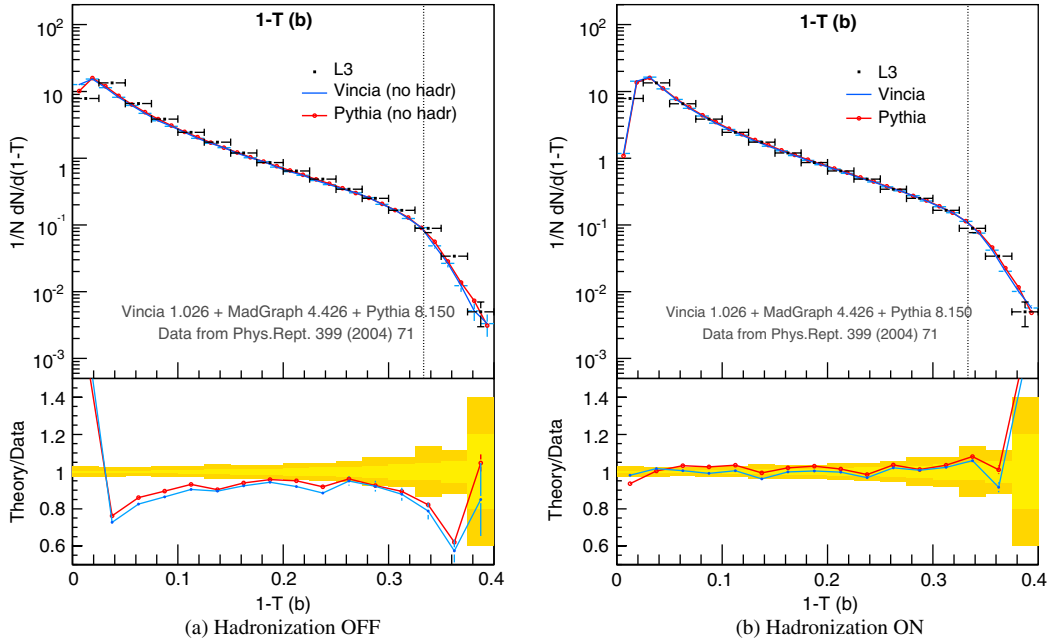 1-T (b)
10²
10
1
10⁻¹
10⁻²
10⁻³
1/N dN/d(1-T)
L3
Vincia (no hadr)
Pythia (no hadr)
Vincia 1.026 + MadGraph 4.426 + Pythia 8.150
Data from Phys.Rept. 399 (2004) 71
1.4
1.2
1
0.8
0.6
Theory/Data
0 0.1 0.2 0.3 0.4
1-T (b)
(a) Hadronization OFF
1-T (b)
10²
10
1
10⁻¹
10⁻²
10⁻³
1/N dN/d(1-T)
L3
Vincia
Pythia
Vincia 1.026 + MadGraph 4.426 + Pythia 8.150
Data from Phys.Rept. 399 (2004) 71
1.4
1.2
1
0.8
0.6
Theory/Data
0 0.1 0.2 0.3 0.4
1-T (b)
(b) Hadronization ON